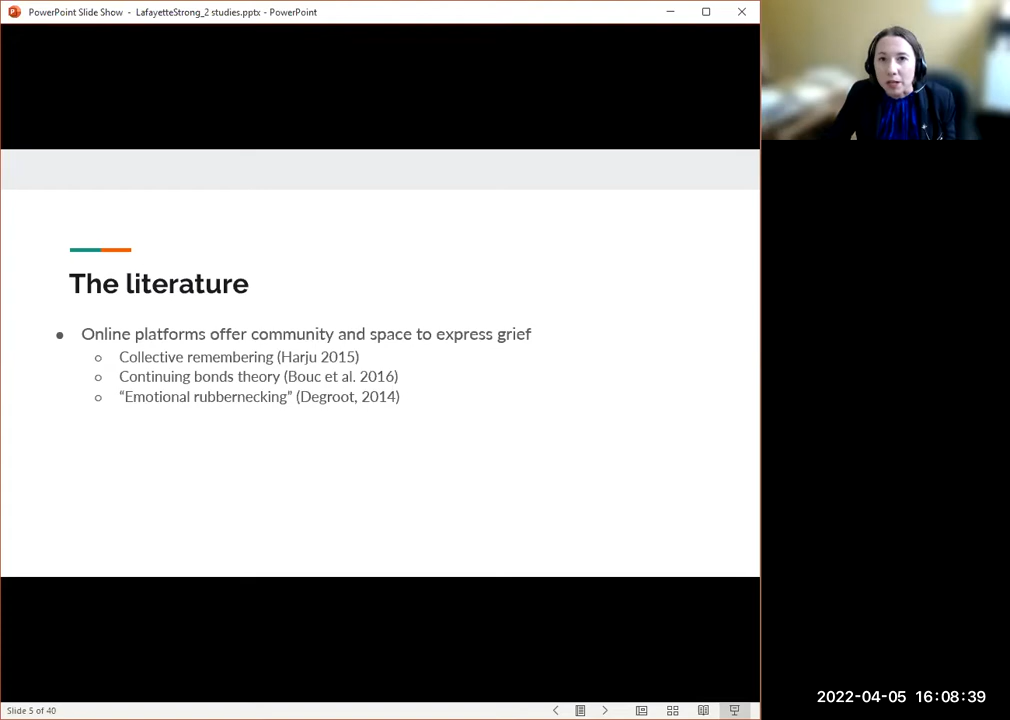 PowerPoint Slide Show - LafayetteStrong_2 studies.pptx - PowerPoint
The literature
● Online platforms offer community and space to express grief
○ Collective remembering (Harju 2015)
○ Continuing bonds theory (Bouc et al. 2016)
○ “Emotional rubbernecking” (Degroot, 2014)
Slide 5 of 40
2022-04-05 16:08:39